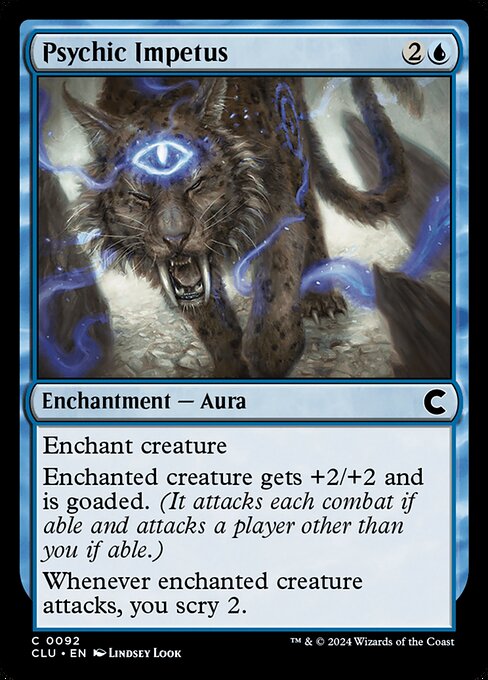 Psychic Impetus 2
Enchantment — Aura
Enchant creature
Enchanted creature gets +2/+2 and
is goaded. (It attacks each combat if
able and attacks a player other than
you if able.)
Whenever enchanted creature
attacks, you scry 2.
C 0092
CLU • EN Lindsey Look
™ & © 2024 Wizards of the Coast